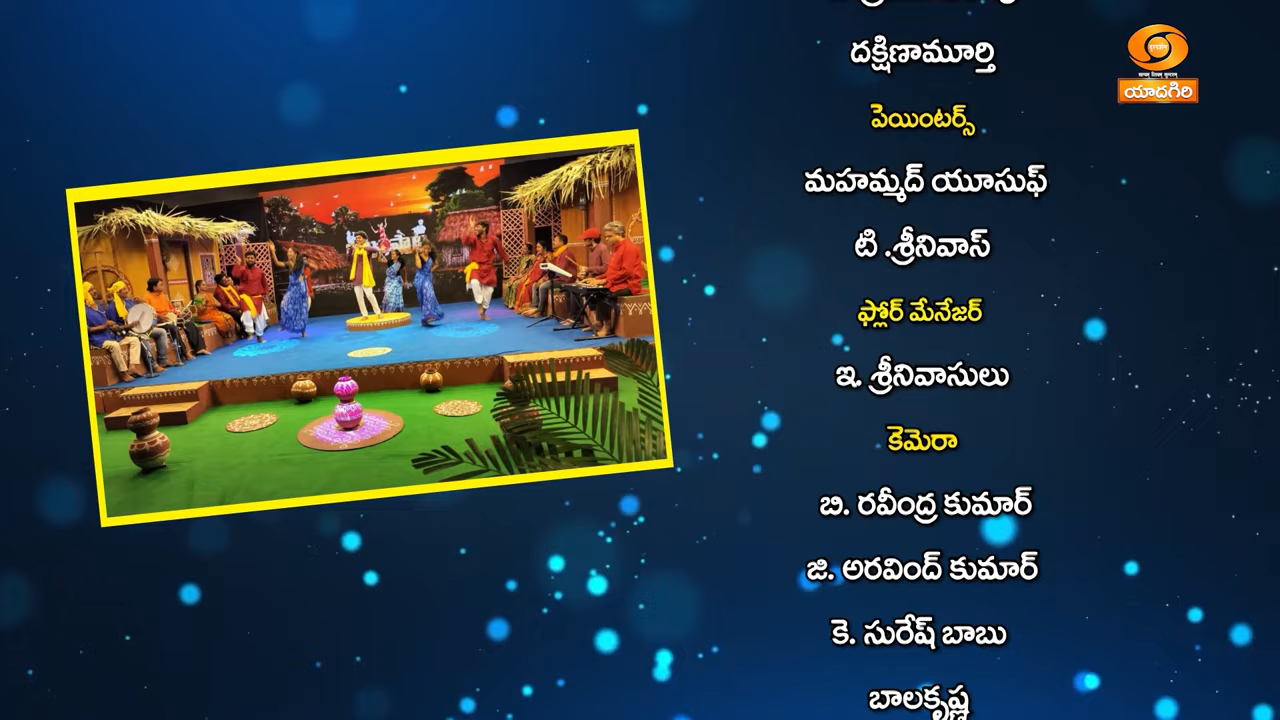 దక్షిణామూర్తి
యాదగిరి
పెయింటర్స్
మహమ్మద్ యూసుఫ్
టి .శ్రీనివాస్
ఫ్లోర్ మేనేజర్
ఇ. శ్రీనివాసులు
కెమెరా
బి. రవీంద్ర కుమార్
జి. అరవింద్ కుమార్
కె. సురేష్ బాబు
బాలకృష్ణ